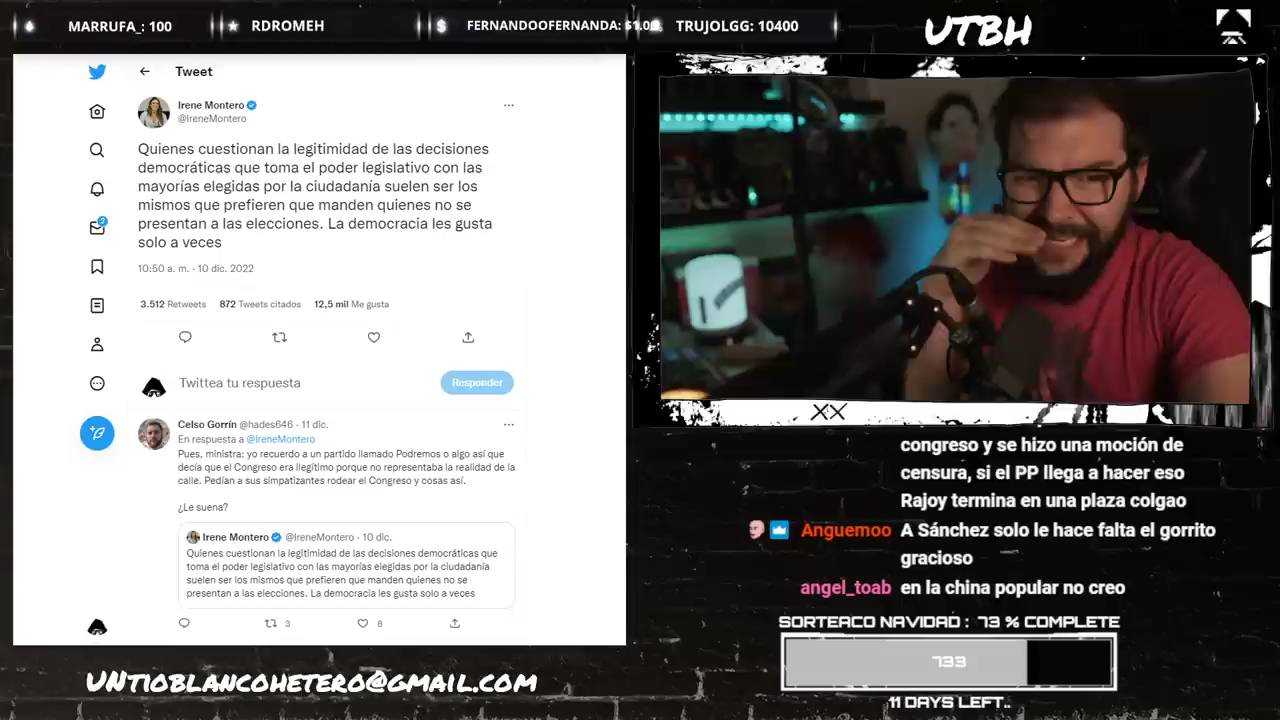 MARRUFA_: 100
RDROMEH
FERNANDOOFERNANDA:
TRUJOLGG: 10400
UTBH
Tweet
Irene Montero
@IreneMontero
Quienes cuestionan la legitimidad de las decisiones
democráticas que toma el poder legislativo con las
mayorías elegidas por la ciudadanía suelen ser los
mismos que prefieren que manden quienes no se
presentan a las elecciones. La democracia les gusta
solo a veces
10:50 a. m. · 10 dic. 2022
3.512 Retweets 872 Tweets citados 12,5 mil Me gusta
2
Twittea tu respuesta
Responder
Celso Gorrín @hades646 · 11 dic.
En respuesta a @IreneMontero
Pues, ministra: yo recuerdo a un partido llamado Podremos o algo así que
decía que el Congreso era llegítimo porque no representaba la realidad de la
calle. Pedían a sus simpatizantes rodear el Congreso y cosas así.
¿Le suena?
Irene Montero @IreneMontero · 10 dic.
Quienes cuestionan la legitimidad de las decisiones democráticas que
toma el poder legislativo con las mayorías elegidas por la ciudadanía
suelen ser los mismos que prefieren que manden quienes no se
presentan a las elecciones. La democracia les gusta solo a veces
3 8
congreso y se hizo una moción de
censura, si el PP llega a hacer eso
Rajoy termina en una plaza colgao
Anguemoo A Sánchez solo le hace falta el gorrito
gracioso
angel_toab en la china popular no creo
SORTEACO NAVIDAD : 73 % COMPLETE
733
11 DAYS LEFT..
UNTIOBLANCOHETERO@GMAIL.COM